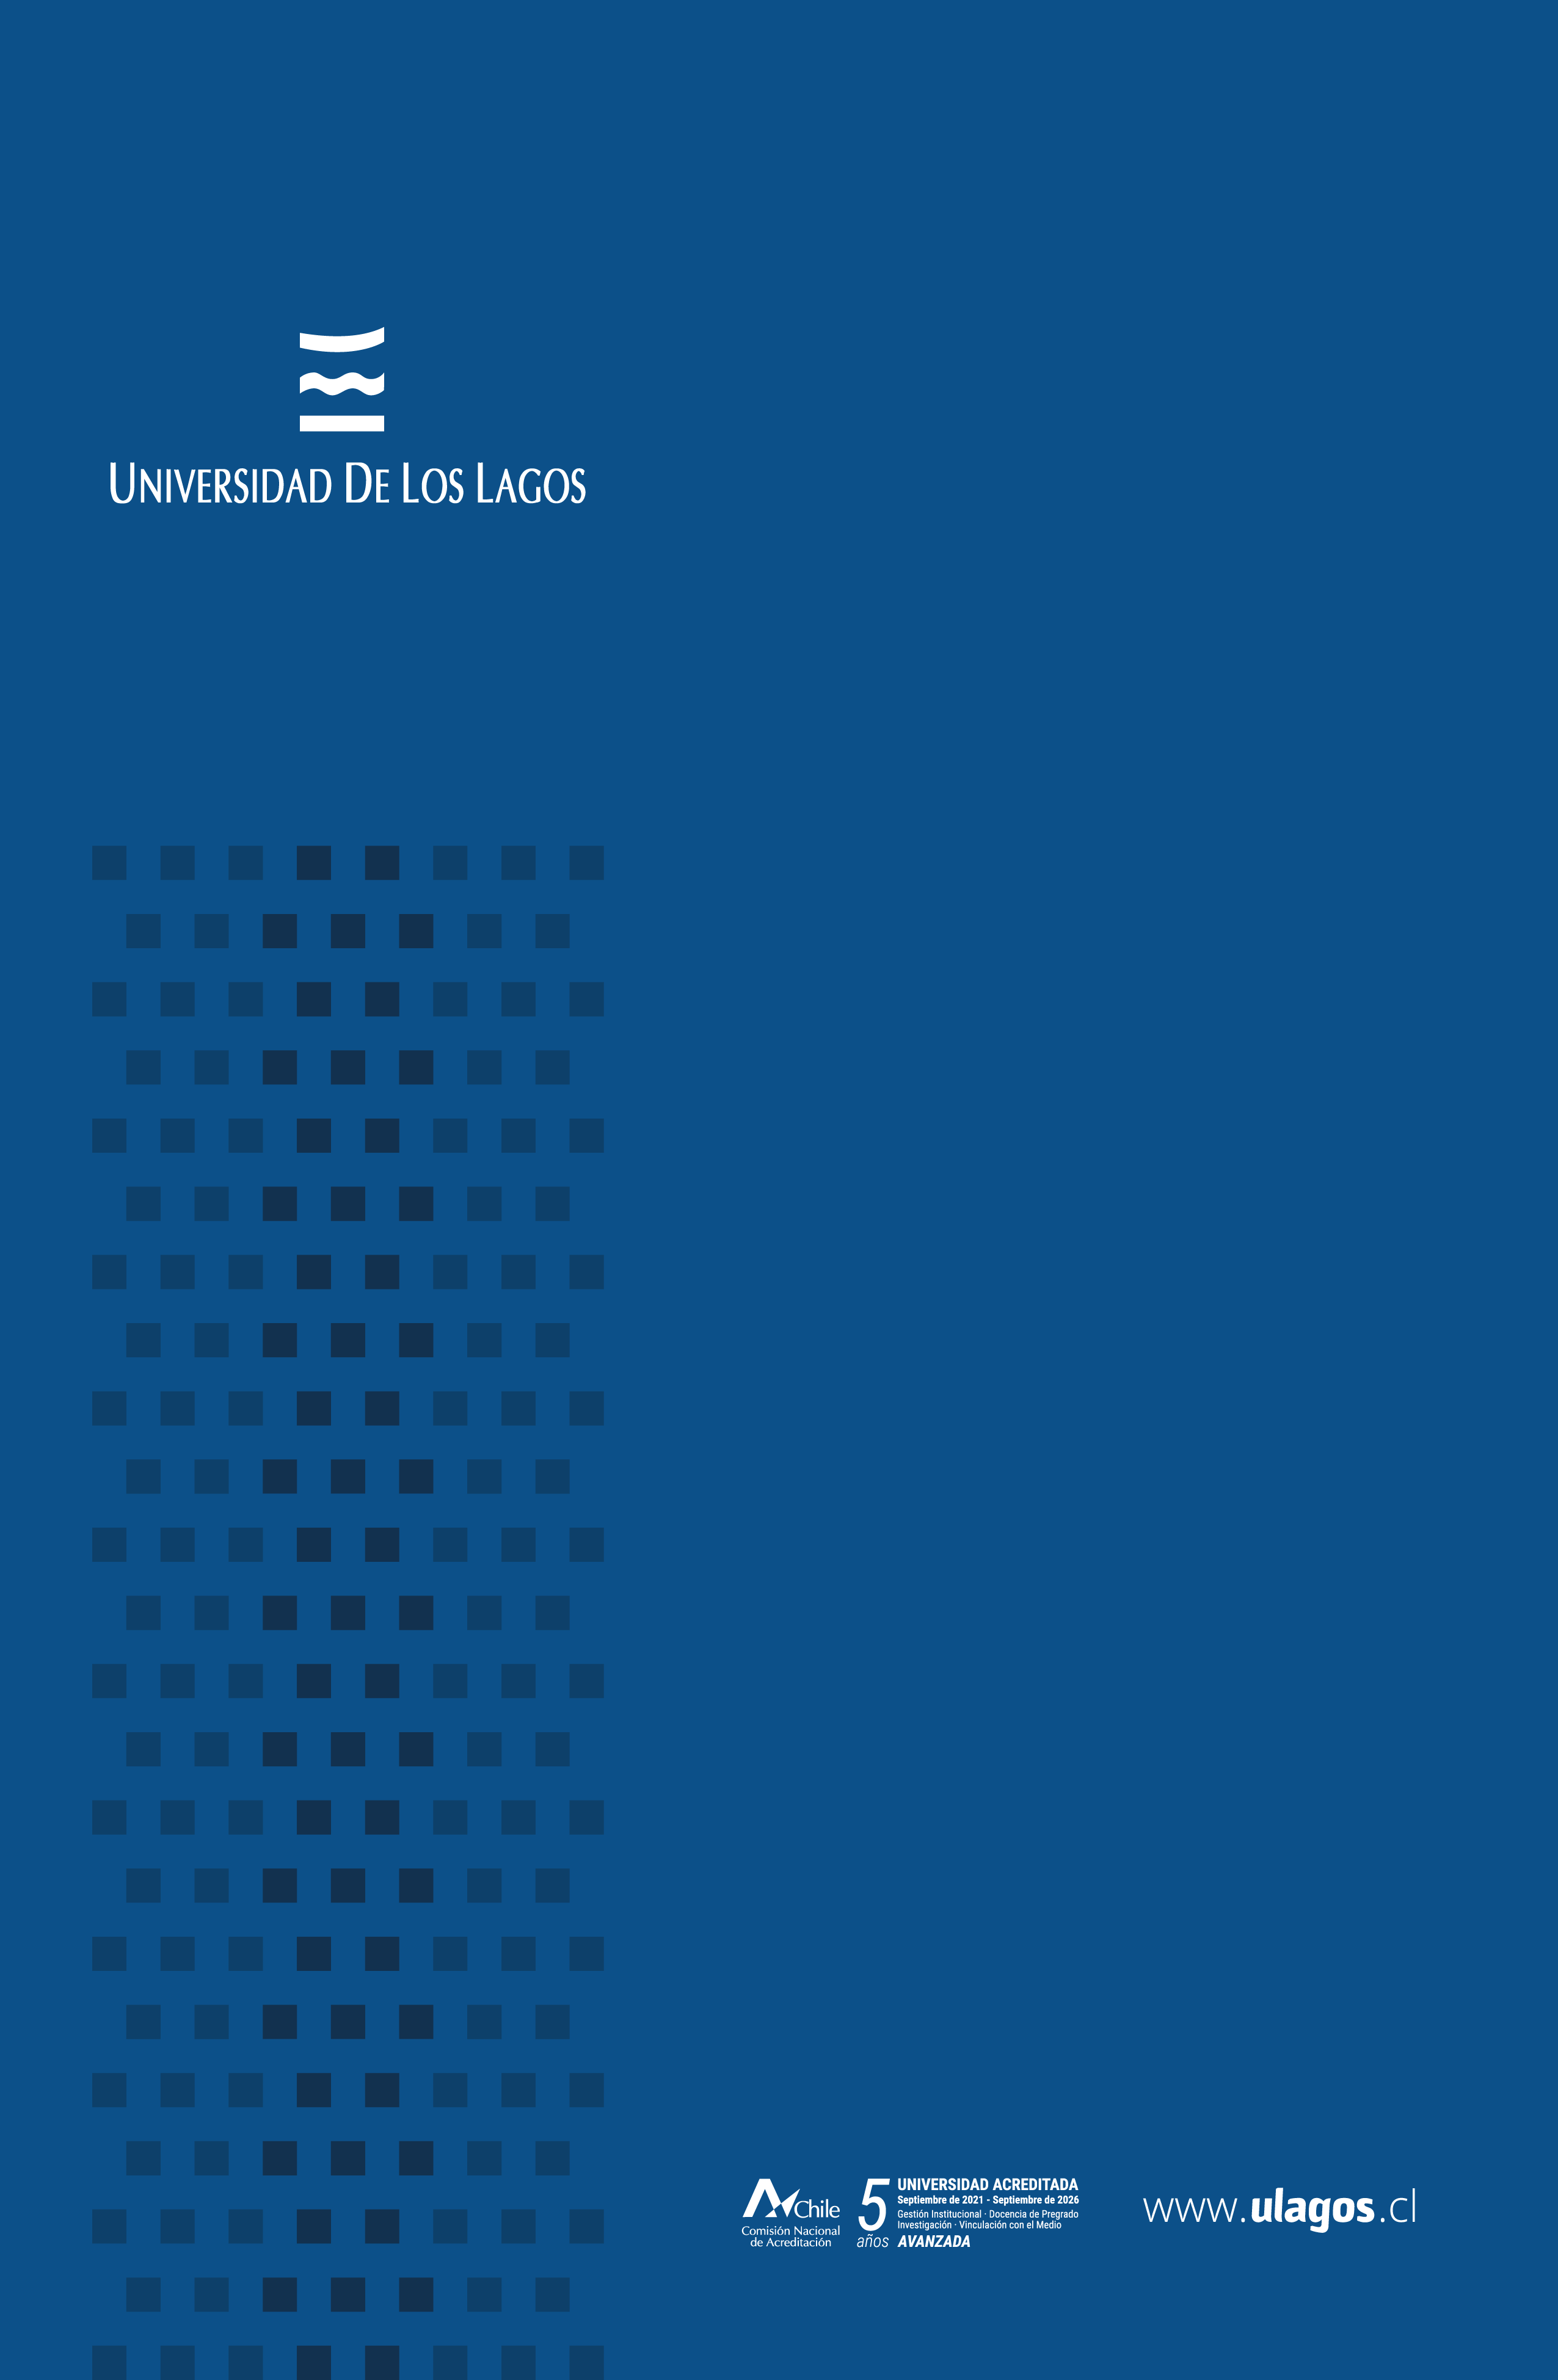 UNIVERSIDAD DE LOS LAGOS
Chile
Comisión Nacional
de Acreditación
5
años
UNIVERSIDAD ACREDITADA
Septiembre de 2021 - Septiembre de 2026
Gestión Institucional · Docencia de Pregrado
Investigación · Vinculación con el Medio
AVANZADA
www.ulagos.cl